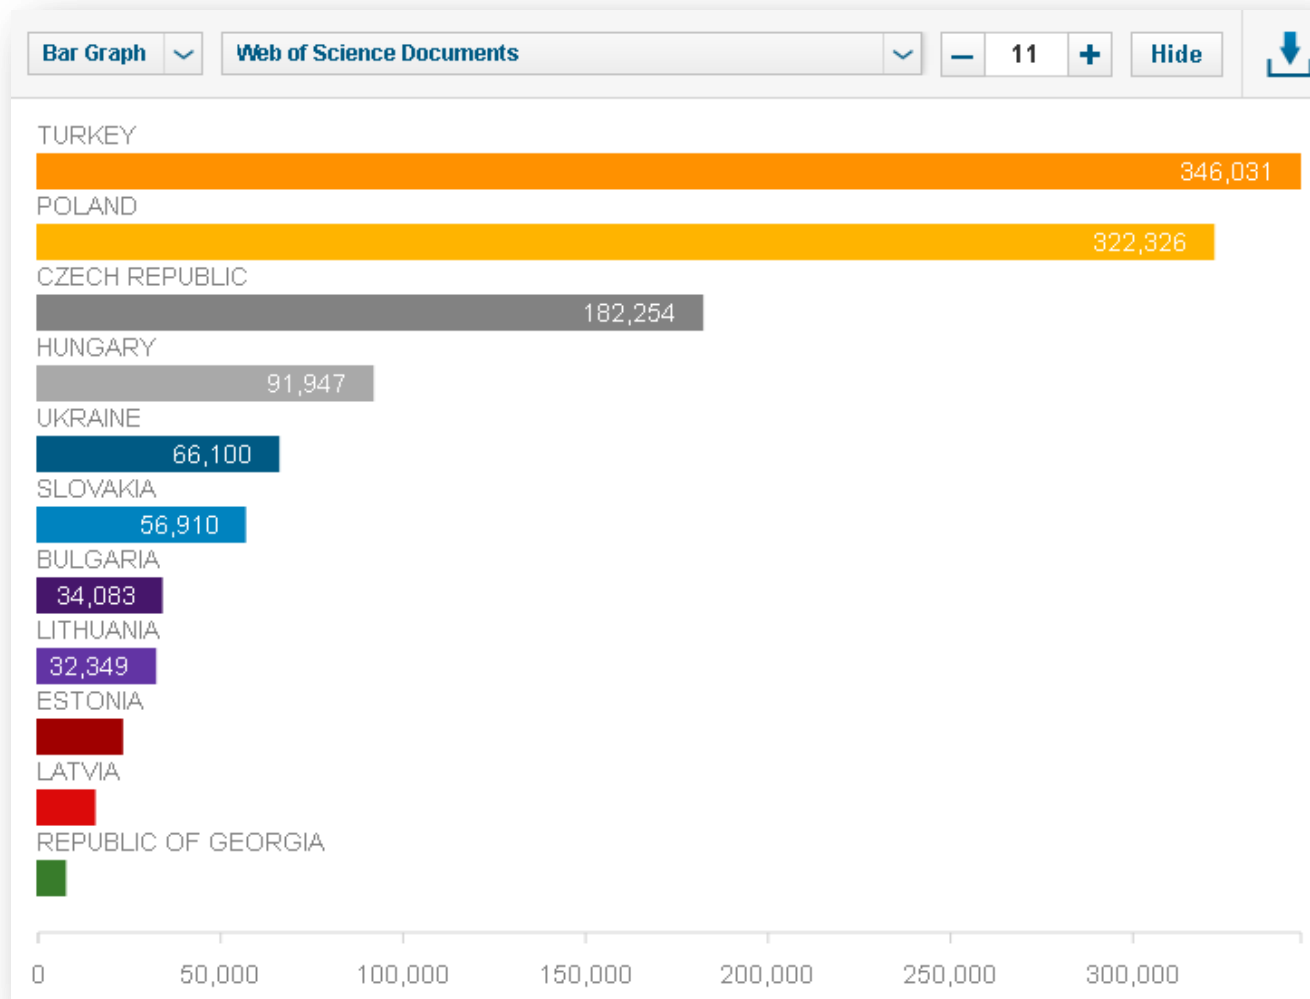 Bar Graph Web of Science Documents 11 Hide
TURKEY
346,031
POLAND
322,326
CZECH REPUBLIC
182,254
HUNGARY
91,947
UKRAINE
66,100
SLOVAKIA
56,910
BULGARIA
34,083
LITHUANIA
32,349
ESTONIA
LATVIA
REPUBLIC OF GEORGIA
0 50,000 100,000 150,000 200,000 250,000 300,000